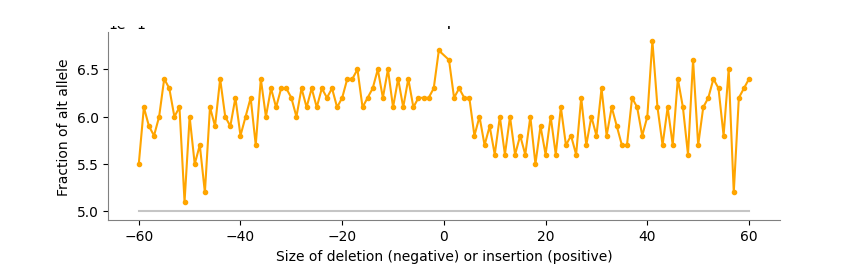 6.5
6.0
5.5
5.0
Fraction of alt allele
−60 −40 −20 0 20 40 60
Size of deletion (negative) or insertion (positive)